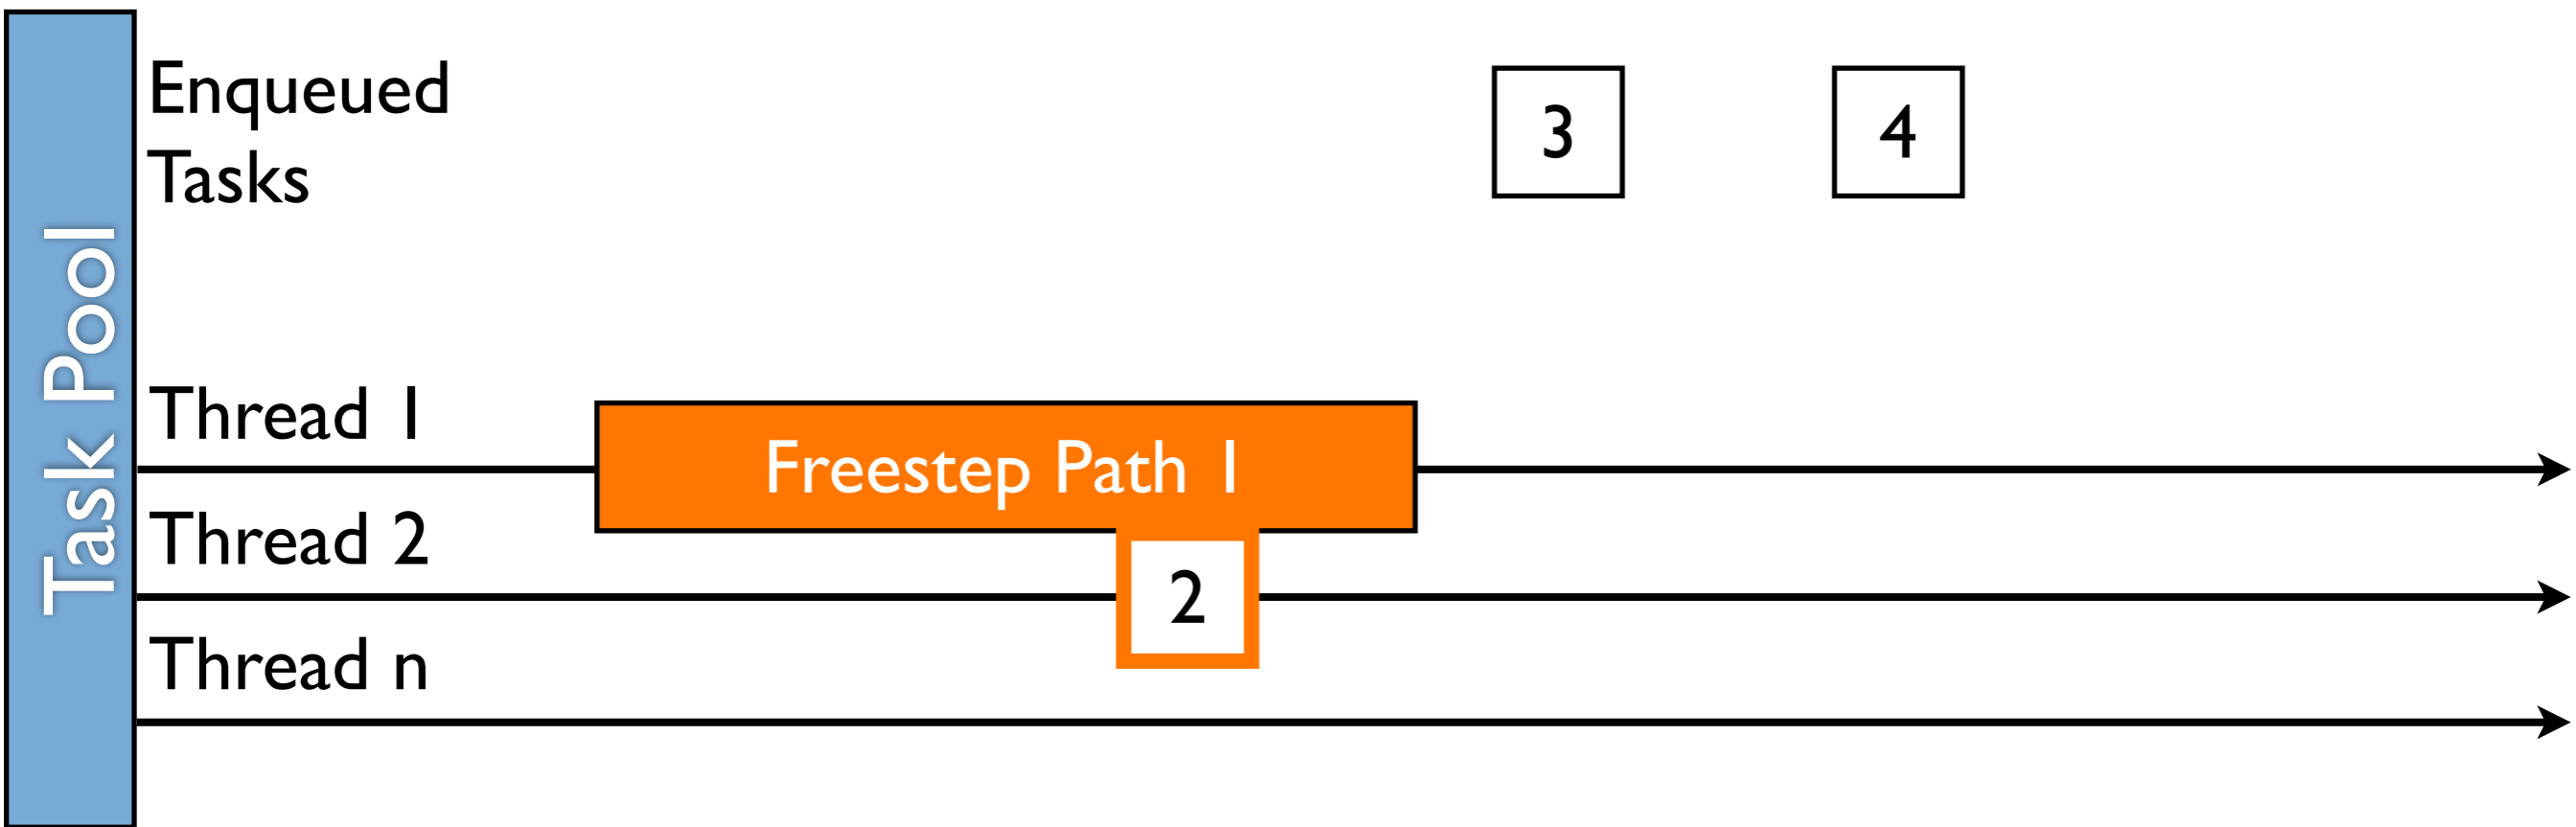 Task Pool
Enqueued
Tasks
3
4
Thread 1
Freestep Path 1
Thread 2
2
Thread n